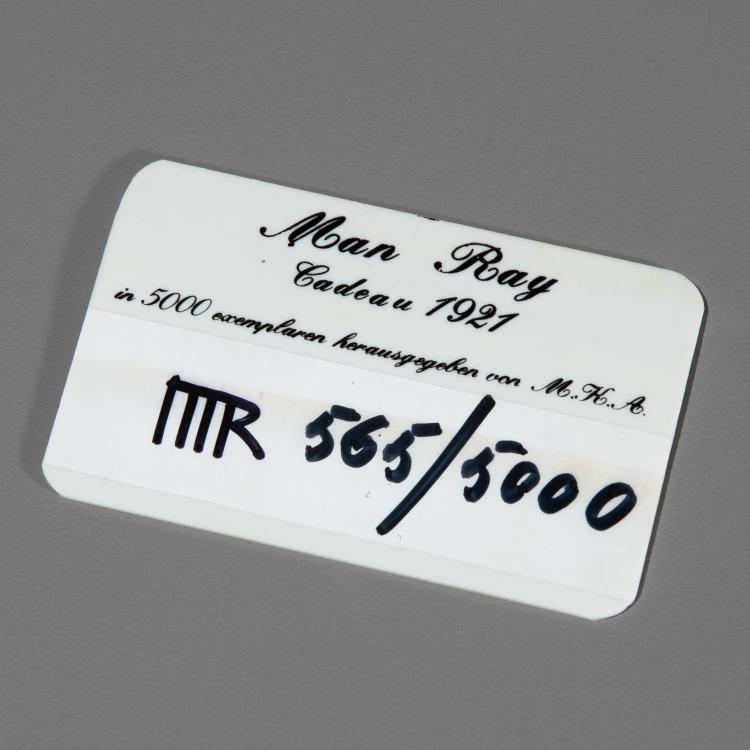 Man Ray
Cadeau 1921
in 5000 exemplaren herausgegeben von M.K.A.
MR 565/5000